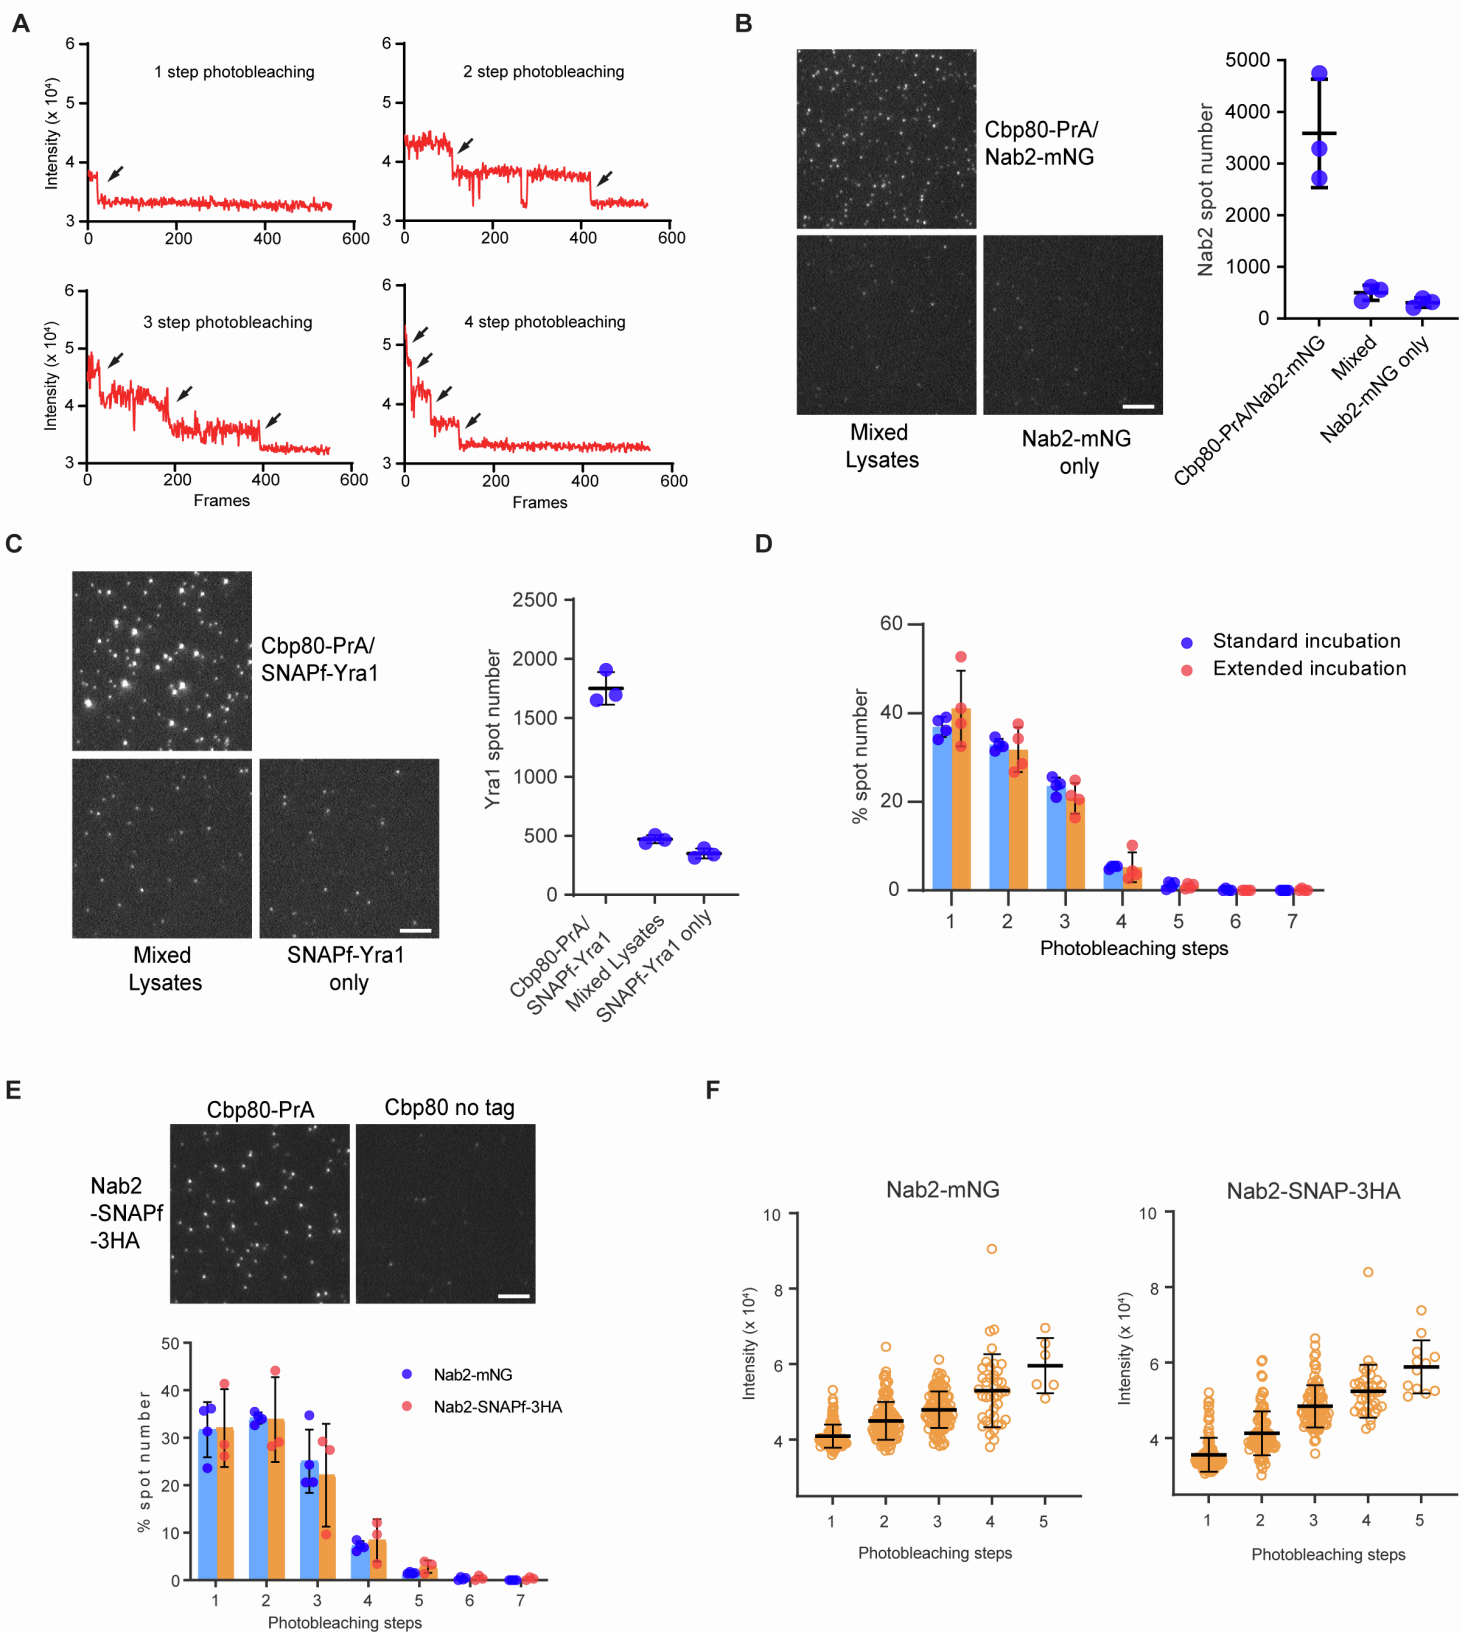 A
6
5
4
3
Intensity (x 10⁴)
1 step photobleaching
0
200
400
600
6
5
4
3
2 step photobleaching
0
200
400
600
6
5
4
3
Intensity (x 10⁴)
3 step photobleaching
0
200
400
600
Frames
6
5
4
3
4 step photobleaching
0
200
400
600
Frames
B
Cbp80-PrA/
Nab2-mNG
Mixed
Lysates
Nab2-mNG
only
Nab2 spot number
5000
4000
3000
2000
1000
0
Cbp80-PrA/Nab2-mNG
Mixed
Nab2-mNG only
C
Cbp80-PrA/
SNAPf-Yra1
Mixed
Lysates
SNAPf-Yra1
only
Yra1 spot number
2500
2000
1500
1000
500
0
Cbp80-PrA/
SNAPf-Yra1
Mixed Lysates
SNAPf-Yra1 only
D
% spot number
60
40
20
0
Standard incubation
Extended incubation
1
2
3
4
5
6
7
Photobleaching steps
E
Cbp80-PrA
Cbp80 no tag
Nab2
-SNAPf
-3HA
% spot number
50
40
30
20
10
0
Nab2-mNG
Nab2-SNAPf-3HA
1
2
3
4
5
6
7
Photobleaching steps
F
Nab2-mNG
Intensity (x 10⁴)
10
8
6
4
1
2
3
4
5
Photobleaching steps
Nab2-SNAP-3HA
Intensity (x 10⁴)
10
8
6
4
1
2
3
4
5
Photobleaching steps